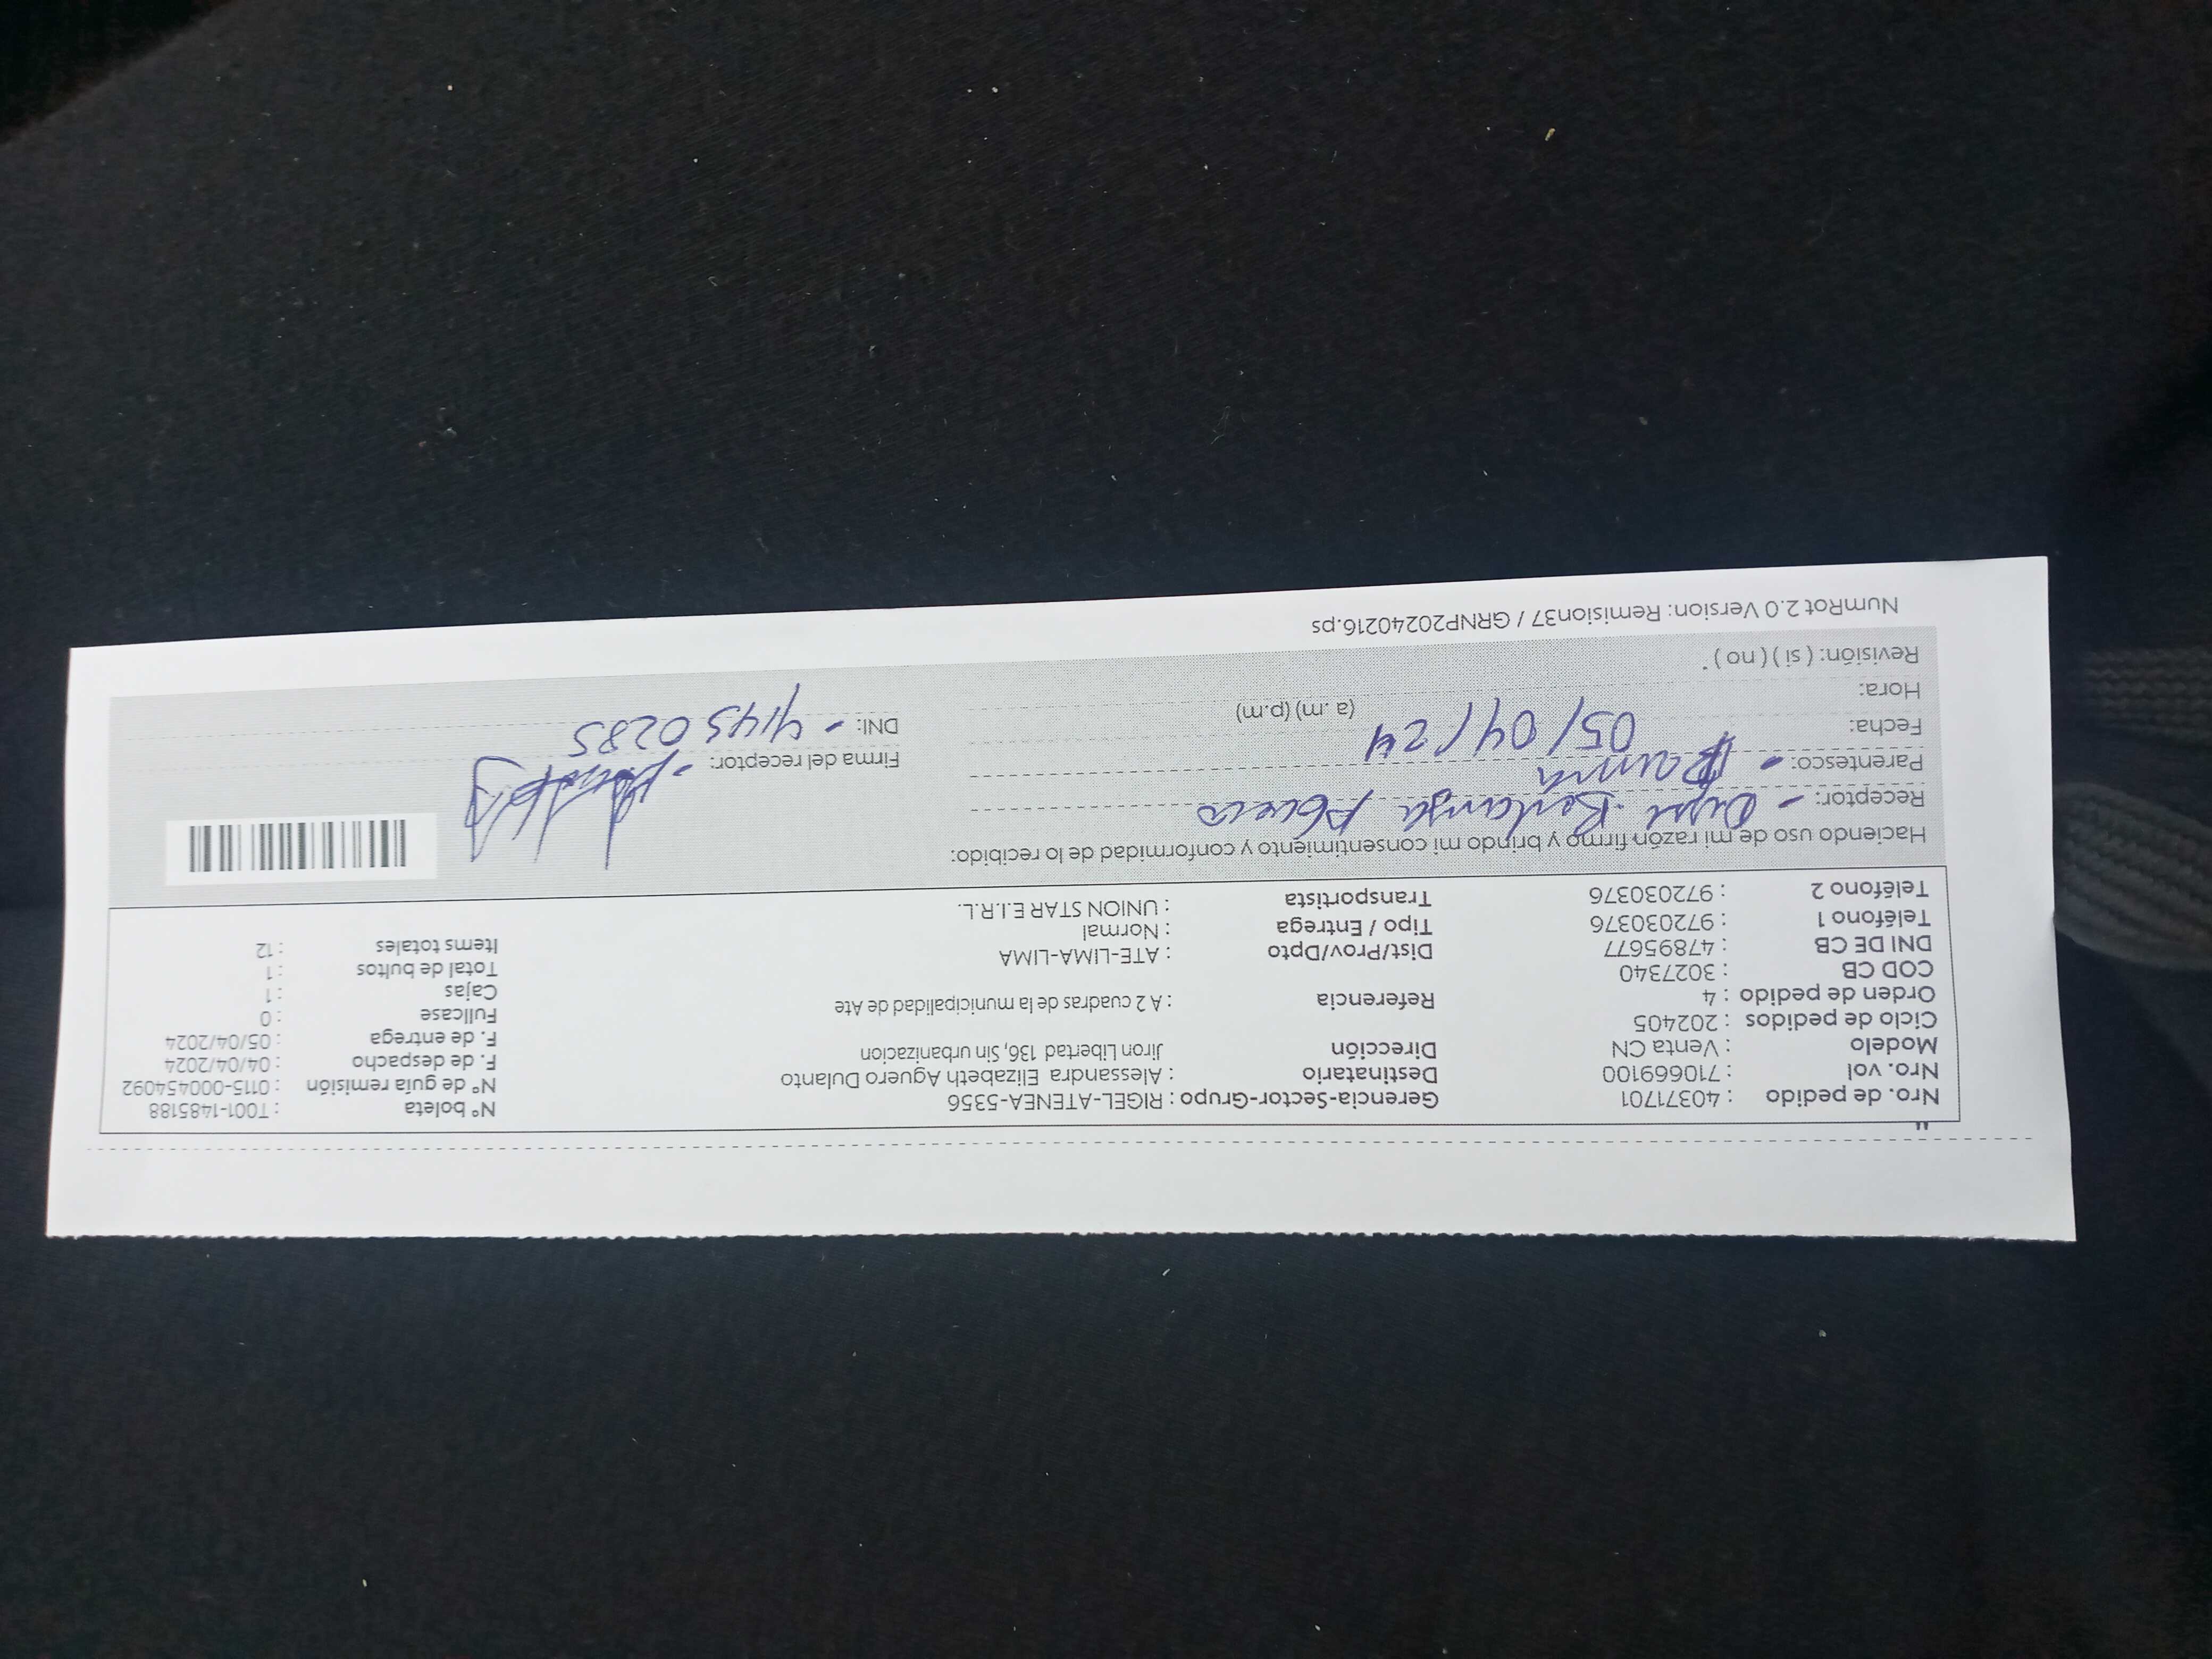 Nro. de pedido : 40371701 Gerencia-Sector-Grupo : RIGEL-ATENEA-5356 N° boleta : T001-1485188
Nro. vol : 710669100 Destinatario : Alessandra Elizabeth Aguero Dulanto N° de guía remisión : 0115-000454092
Modelo : Venta CN Dirección Jiron Libertad 136, Sin urbanizacion F. de despacho : 04/04/2024
Ciclo de pedidos : 202405 F. de entrega : 05/04/2024
Orden de pedido : 4 Referencia : A 2 cuadras de la municipalidad de Ate Fullcase : 0
COD CB : 3027340 Cajas : 1
DNI DE CB : 47895677 Dist/Prov/Dpto : ATE-LIMA-LIMA Total de bultos : 1
Teléfono 1 : 972030376 Tipo / Entrega : Normal Items totales : 12
Teléfono 2 : 972030376 Transportista : UNION STAR E.I.R.L.
Haciendo uso de mi razón firmo y brindo mi consentimiento y conformidad de lo recibido:
Receptor: -
Parentesco: - Firma del receptor: -
Fecha: 05/04/24 DNI: -
Hora: (a .m) (p.m)
Revisión: ( si ) ( no )
NumRot 2.0 Version: Remision37 / GRNP20240216.ps